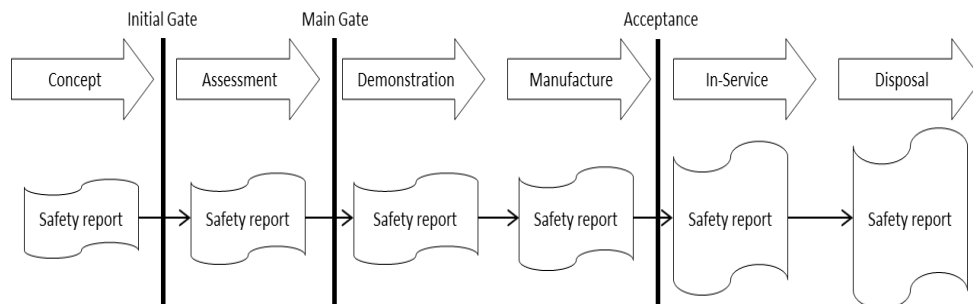 Initial Gate
Main Gate
Acceptance
Concept
Assessment
Demonstration
Manufacture
In-Service
Disposal
Safety report
Safety report
Safety report
Safety report
Safety report
Safety report